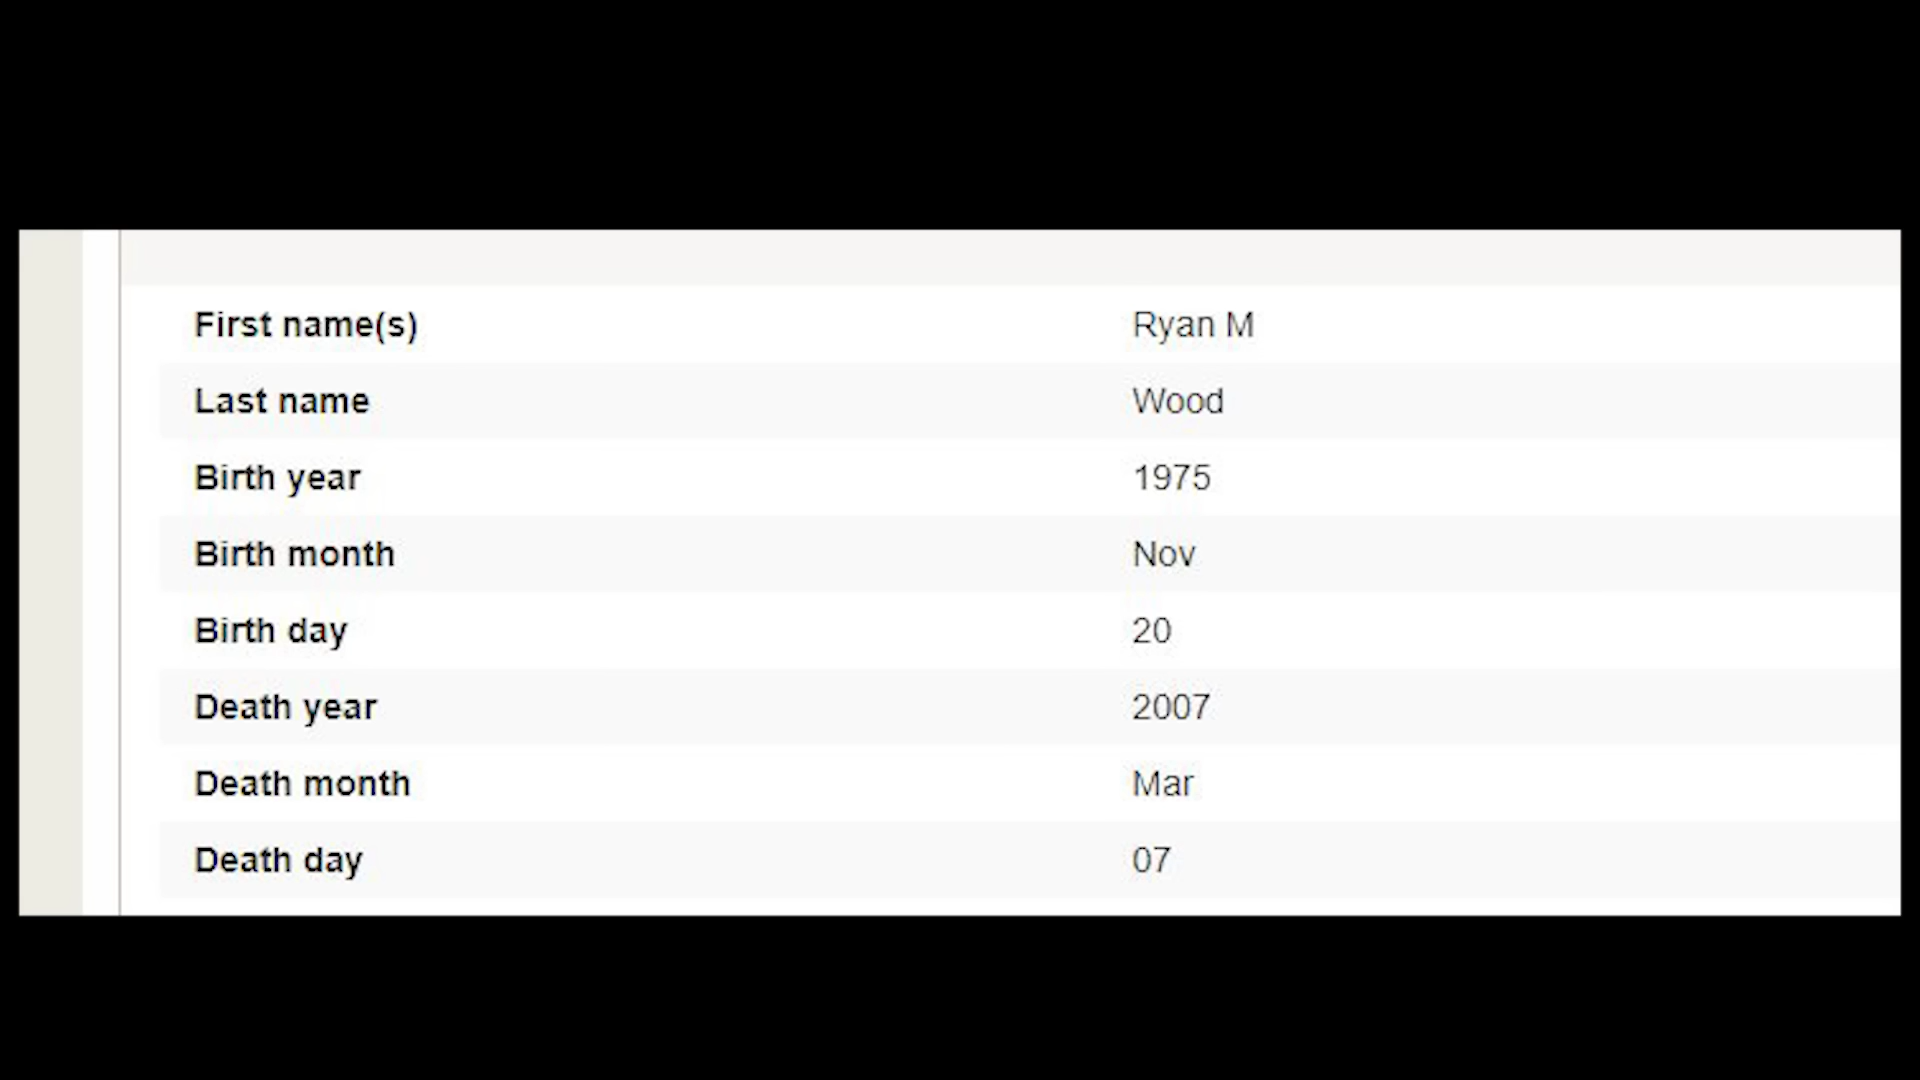 First name(s) Ryan M
Last name Wood
Birth year 1975
Birth month Nov
Birth day 20
Death year 2007
Death month Mar
Death day 07